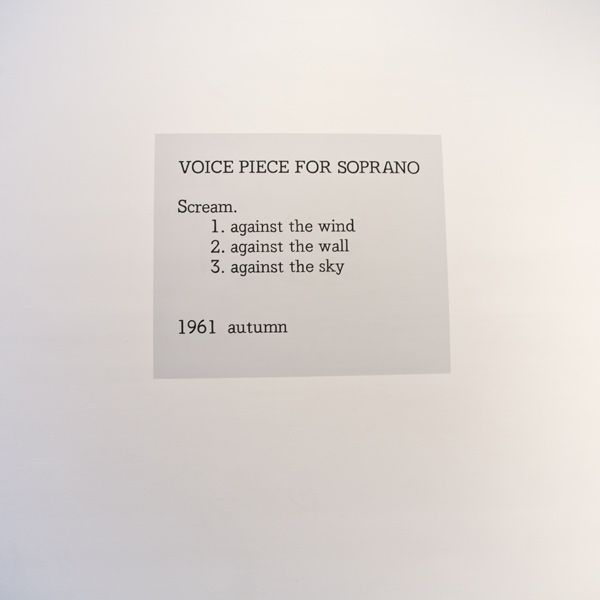 VOICE PIECE FOR SOPRANO
Scream.
1. against the wind
2. against the wall
3. against the sky
1961 autumn